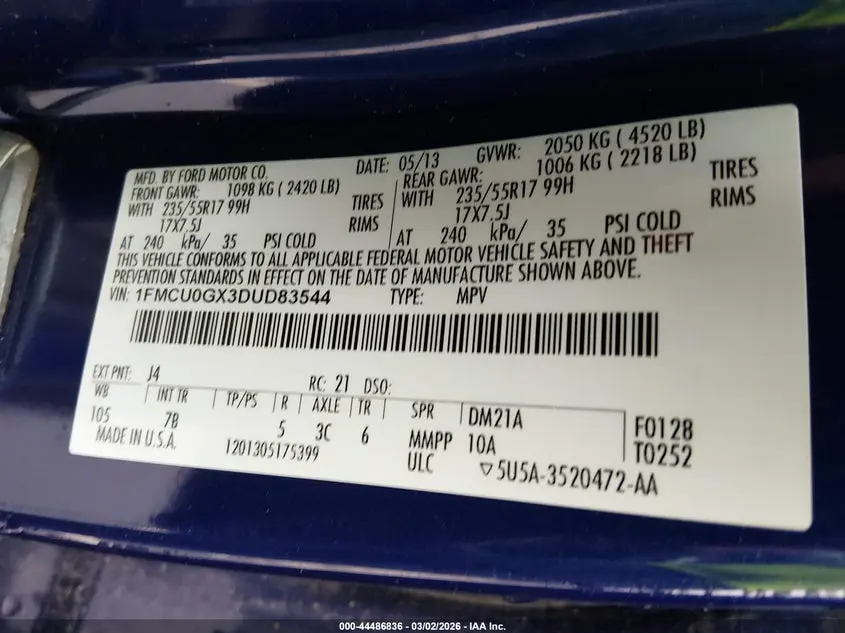 MFD. BY FORD MOTOR CO. DATE: 05/13 GVWR: 2050 KG ( 4520 LB)
FRONT GAWR: 1098 KG ( 2420 LB) REAR GAWR: 1006 KG ( 2218 LB)
WITH 235/55R17 99H TIRES WITH 235/55R17 99H TIRES
17X7.5J RIMS 17X7.5J RIMS
AT 240 kPa/ 35 PSI COLD AT 240 kPa/ 35 PSI COLD
THIS VEHICLE CONFORMS TO ALL APPLICABLE FEDERAL MOTOR VEHICLE SAFETY AND THEFT
PREVENTION STANDARDS IN EFFECT ON THE DATE OF MANUFACTURE SHOWN ABOVE.
VIN: 1FMCU0GX3DUD83544 TYPE: MPV
EXT PNT: J4 RC: 21 DSO:
WB INT TR TP/PS R AXLE TR SPR DM21A F0128
105 7B 5 3C 6 MMPP 10A T0252
MADE IN U.S.A. 1201305175399 ULC 5U5A-3520472-AA
000-44486836 - 03/02/2026 - IAA Inc.